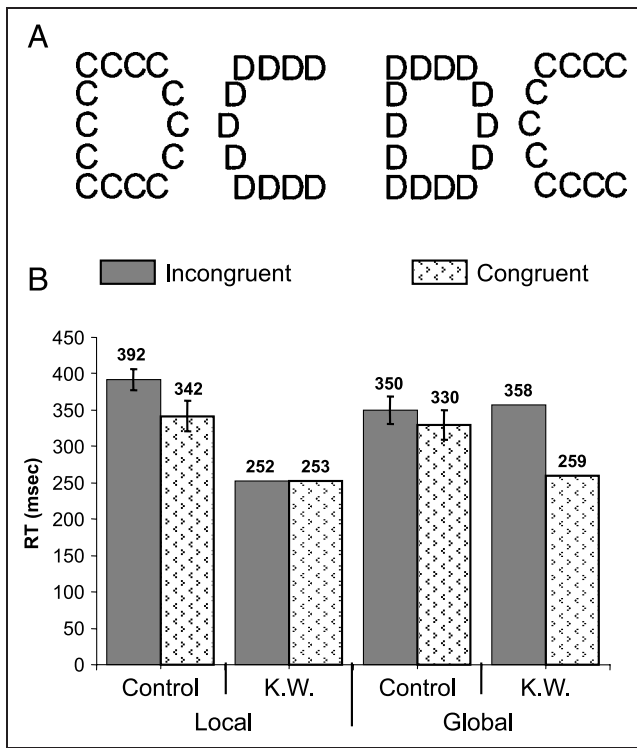 A
CCCC DDDD DDDD CCCC
C C D D D C
C C D D D C
C C D D D C
CCCC DDDD DDDD CCCC
Incongruent Congruent
B
450
400
350
300
250
200
150
100
50
0
RT (msec)
392 342 252 253 350 330 358 259
Control K.W. Control K.W.
Local Global